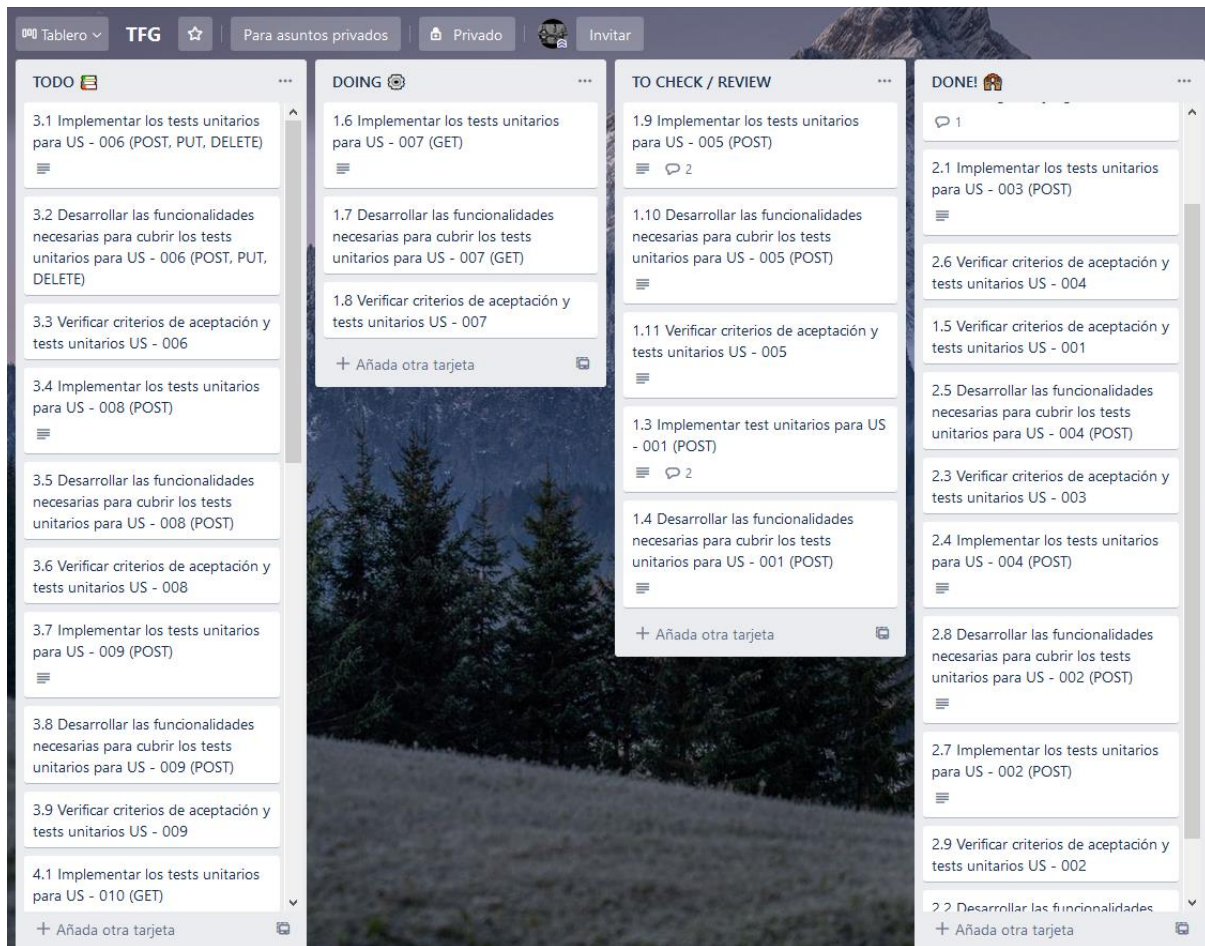 Tablero
TFG
Para asuntos privados
Privado
Invitar
TODO
3.1 Implementar los tests unitarios
para US - 006 (POST, PUT, DELETE)
3.2 Desarrollar las funcionalidades
necesarias para cubrir los tests
unitarios para US - 006 (POST, PUT,
DELETE)
3.3 Verificar criterios de aceptación y
tests unitarios US - 006
3.4 Implementar los tests unitarios
para US - 008 (POST)
3.5 Desarrollar las funcionalidades
necesarias para cubrir los tests
unitarios para US - 008 (POST)
3.6 Verificar criterios de aceptación y
tests unitarios US - 008
3.7 Implementar los tests unitarios
para US - 009 (POST)
3.8 Desarrollar las funcionalidades
necesarias para cubrir los tests
unitarios para US - 009 (POST)
3.9 Verificar criterios de aceptación y
tests unitarios US - 009
4.1 Implementar los tests unitarios
para US - 010 (GET)
+ Añada otra tarjeta
DOING
1.6 Implementar los tests unitarios
para US - 007 (GET)
1.7 Desarrollar las funcionalidades
necesarias para cubrir los tests
unitarios para US - 007 (GET)
1.8 Verificar criterios de aceptación y
tests unitarios US - 007
+ Añada otra tarjeta
TO CHECK / REVIEW
1.9 Implementar los tests unitarios
para US - 005 (POST)
2
1.10 Desarrollar las funcionalidades
necesarias para cubrir los tests
unitarios para US - 005 (POST)
1.11 Verificar criterios de aceptación y
tests unitarios US - 005
1.3 Implementar test unitarios para US
- 001 (POST)
2
1.4 Desarrollar las funcionalidades
necesarias para cubrir los tests
unitarios para US - 001 (POST)
+ Añada otra tarjeta
DONE!
1
2.1 Implementar los tests unitarios
para US - 003 (POST)
2.6 Verificar criterios de aceptación y
tests unitarios US - 004
1.5 Verificar criterios de aceptación y
tests unitarios US - 001
2.5 Desarrollar las funcionalidades
necesarias para cubrir los tests
unitarios para US - 004 (POST)
2.3 Verificar criterios de aceptación y
tests unitarios US - 003
2.4 Implementar los tests unitarios
para US - 004 (POST)
2.8 Desarrollar las funcionalidades
necesarias para cubrir los tests
unitarios para US - 002 (POST)
2.7 Implementar los tests unitarios
para US - 002 (POST)
2.9 Verificar criterios de aceptación y
tests unitarios US - 002
2.2 Desarrollar las funcionalidades
+ Añada otra tarjeta